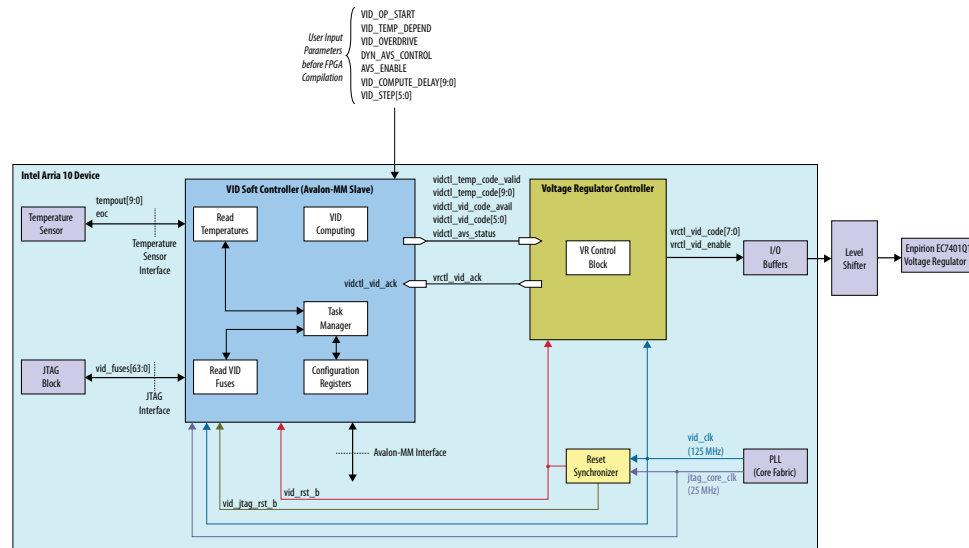 VID_OP_START
VID_TEMP_DEPEND
VID_OVERDRIVE
DYN_AVS_CONTROL
AVS_ENABLE
VID_COMPUTE_DELAY[9:0]
VID_STEP[5:0]
User Input
Parameters
before FPGA
Compilation
Intel Arria 10 Device
VID Soft Controller (Avalon-MM Slave)
Temperature
Sensor
tempout[9:0]
eoc
Temperature
Sensor
Interface
Read
Temperatures
VID
Computing
Task
Manager
Read VID
Fuses
Configuration
Registers
JTAG
Block
vid_fuses[63:0]
JTAG
Interface
vidctl_temp_code_valid
vidctl_temp_code[9:0]
vidctl_vid_code_avail
vidctl_vid_code[5:0]
vidctl_avs_status
vidctl_vid_ack
vrctl_vid_ack
Voltage Regulator Controller
VR Control
Block
vrctl_vid_code[7:0]
vrctl_vid_enable
I/O
Buffers
Level
Shifter
Enpirion EC7401Q1
Voltage Regulator
Avalon-MM Interface
vid_rst_b
vid_jtag_rst_b
Reset
Synchronizer
vid_clk
(125 MHz)
jtag_core_clk
(25 MHz)
PLL
(Core Fabric)